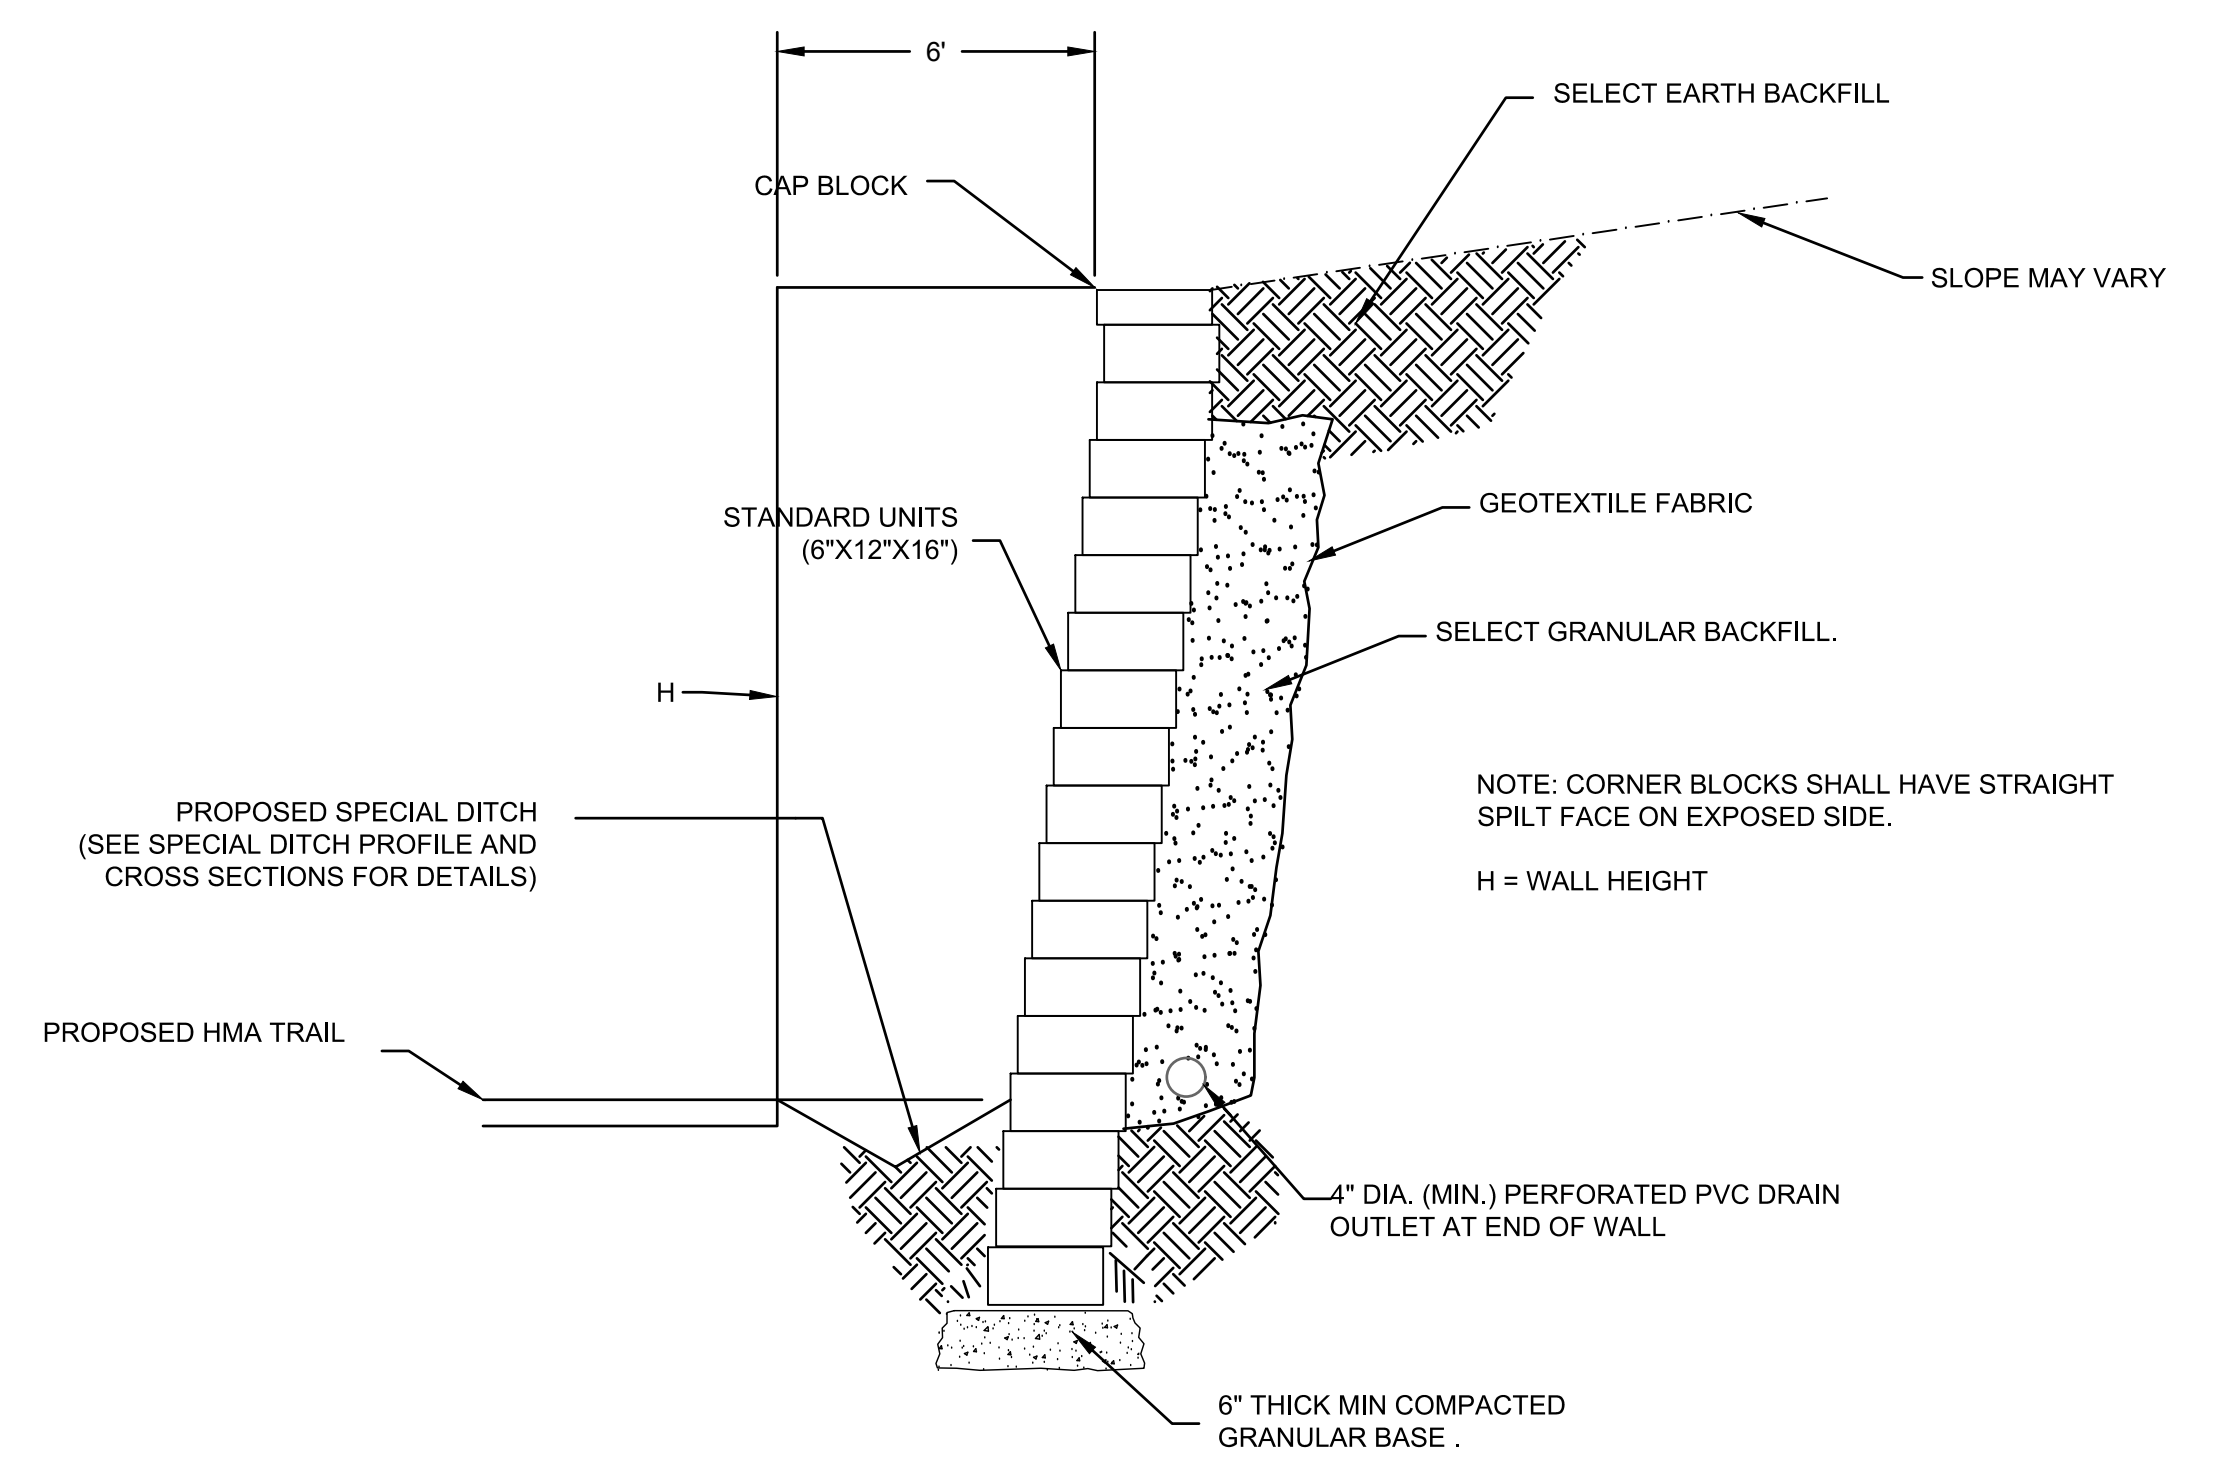 6'
SELECT EARTH BACKFILL
CAP BLOCK
SLOPE MAY VARY
STANDARD UNITS
(6"X12"X16")
GEOTEXTILE FABRIC
SELECT GRANULAR BACKFILL.
H
NOTE: CORNER BLOCKS SHALL HAVE STRAIGHT
SPILT FACE ON EXPOSED SIDE.
H = WALL HEIGHT
PROPOSED SPECIAL DITCH
(SEE SPECIAL DITCH PROFILE AND
CROSS SECTIONS FOR DETAILS)
PROPOSED HMA TRAIL
4" DIA. (MIN.) PERFORATED PVC DRAIN
OUTLET AT END OF WALL
6" THICK MIN COMPACTED
GRANULAR BASE .